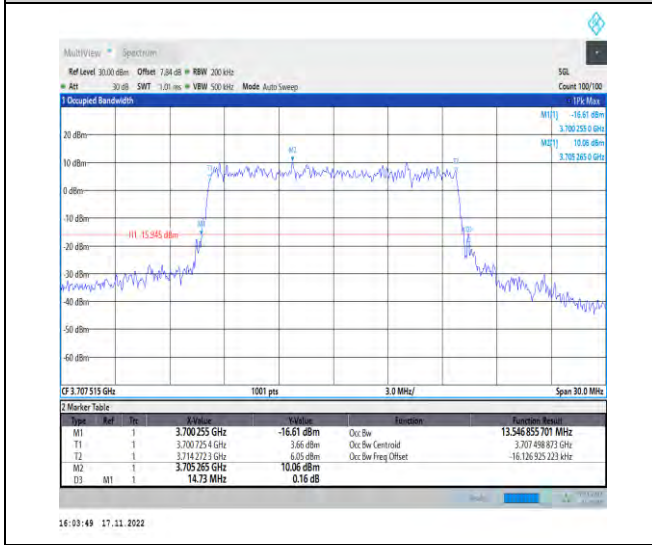 MultiView Spectrum
Ref Level 30.00 dBm Offset 7.84 dB RBW 200 kHz SGL
Att 30 dB SWT 1.01 ms VBW 500 kHz Mode Auto Sweep Count 100/100
1 Occupied Bandwidth 1Pk Max
M1[1] -16.61 dBm
3.700 255 0 GHz
M2[1] 10.06 dBm
3.705 265 0 GHz
20 dBm
M2
10 dBm
0 dBm
-10 dBm
H1 -15.945 dBm
-20 dBm
-30 dBm
-40 dBm
-50 dBm
-60 dBm
CF 3.707 515 GHz 1001 pts 3.0 MHz/ Span 30.0 MHz
2 Marker Table
Type Ref Trc X-Value Y-Value Function Function Result
M1 1 3.700 255 GHz -16.61 dBm Occ Bw 13.546 855 701 MHz
T1 1 3.700 725 4 GHz 3.66 dBm Occ Bw Centroid 3.707 498 873 GHz
T2 1 3.714 272 3 GHz 6.05 dBm Occ Bw Freq Offset -16.126 925 223 kHz
M2 1 3.705 265 GHz 10.06 dBm
D3 M1 1 14.73 MHz 0.16 dB
16:03:49 17.11.2022